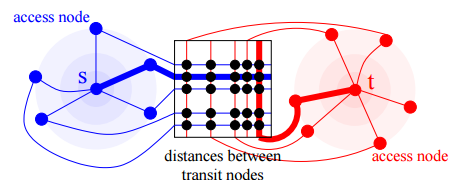 access node
s
t
distances between
transit nodes
access node